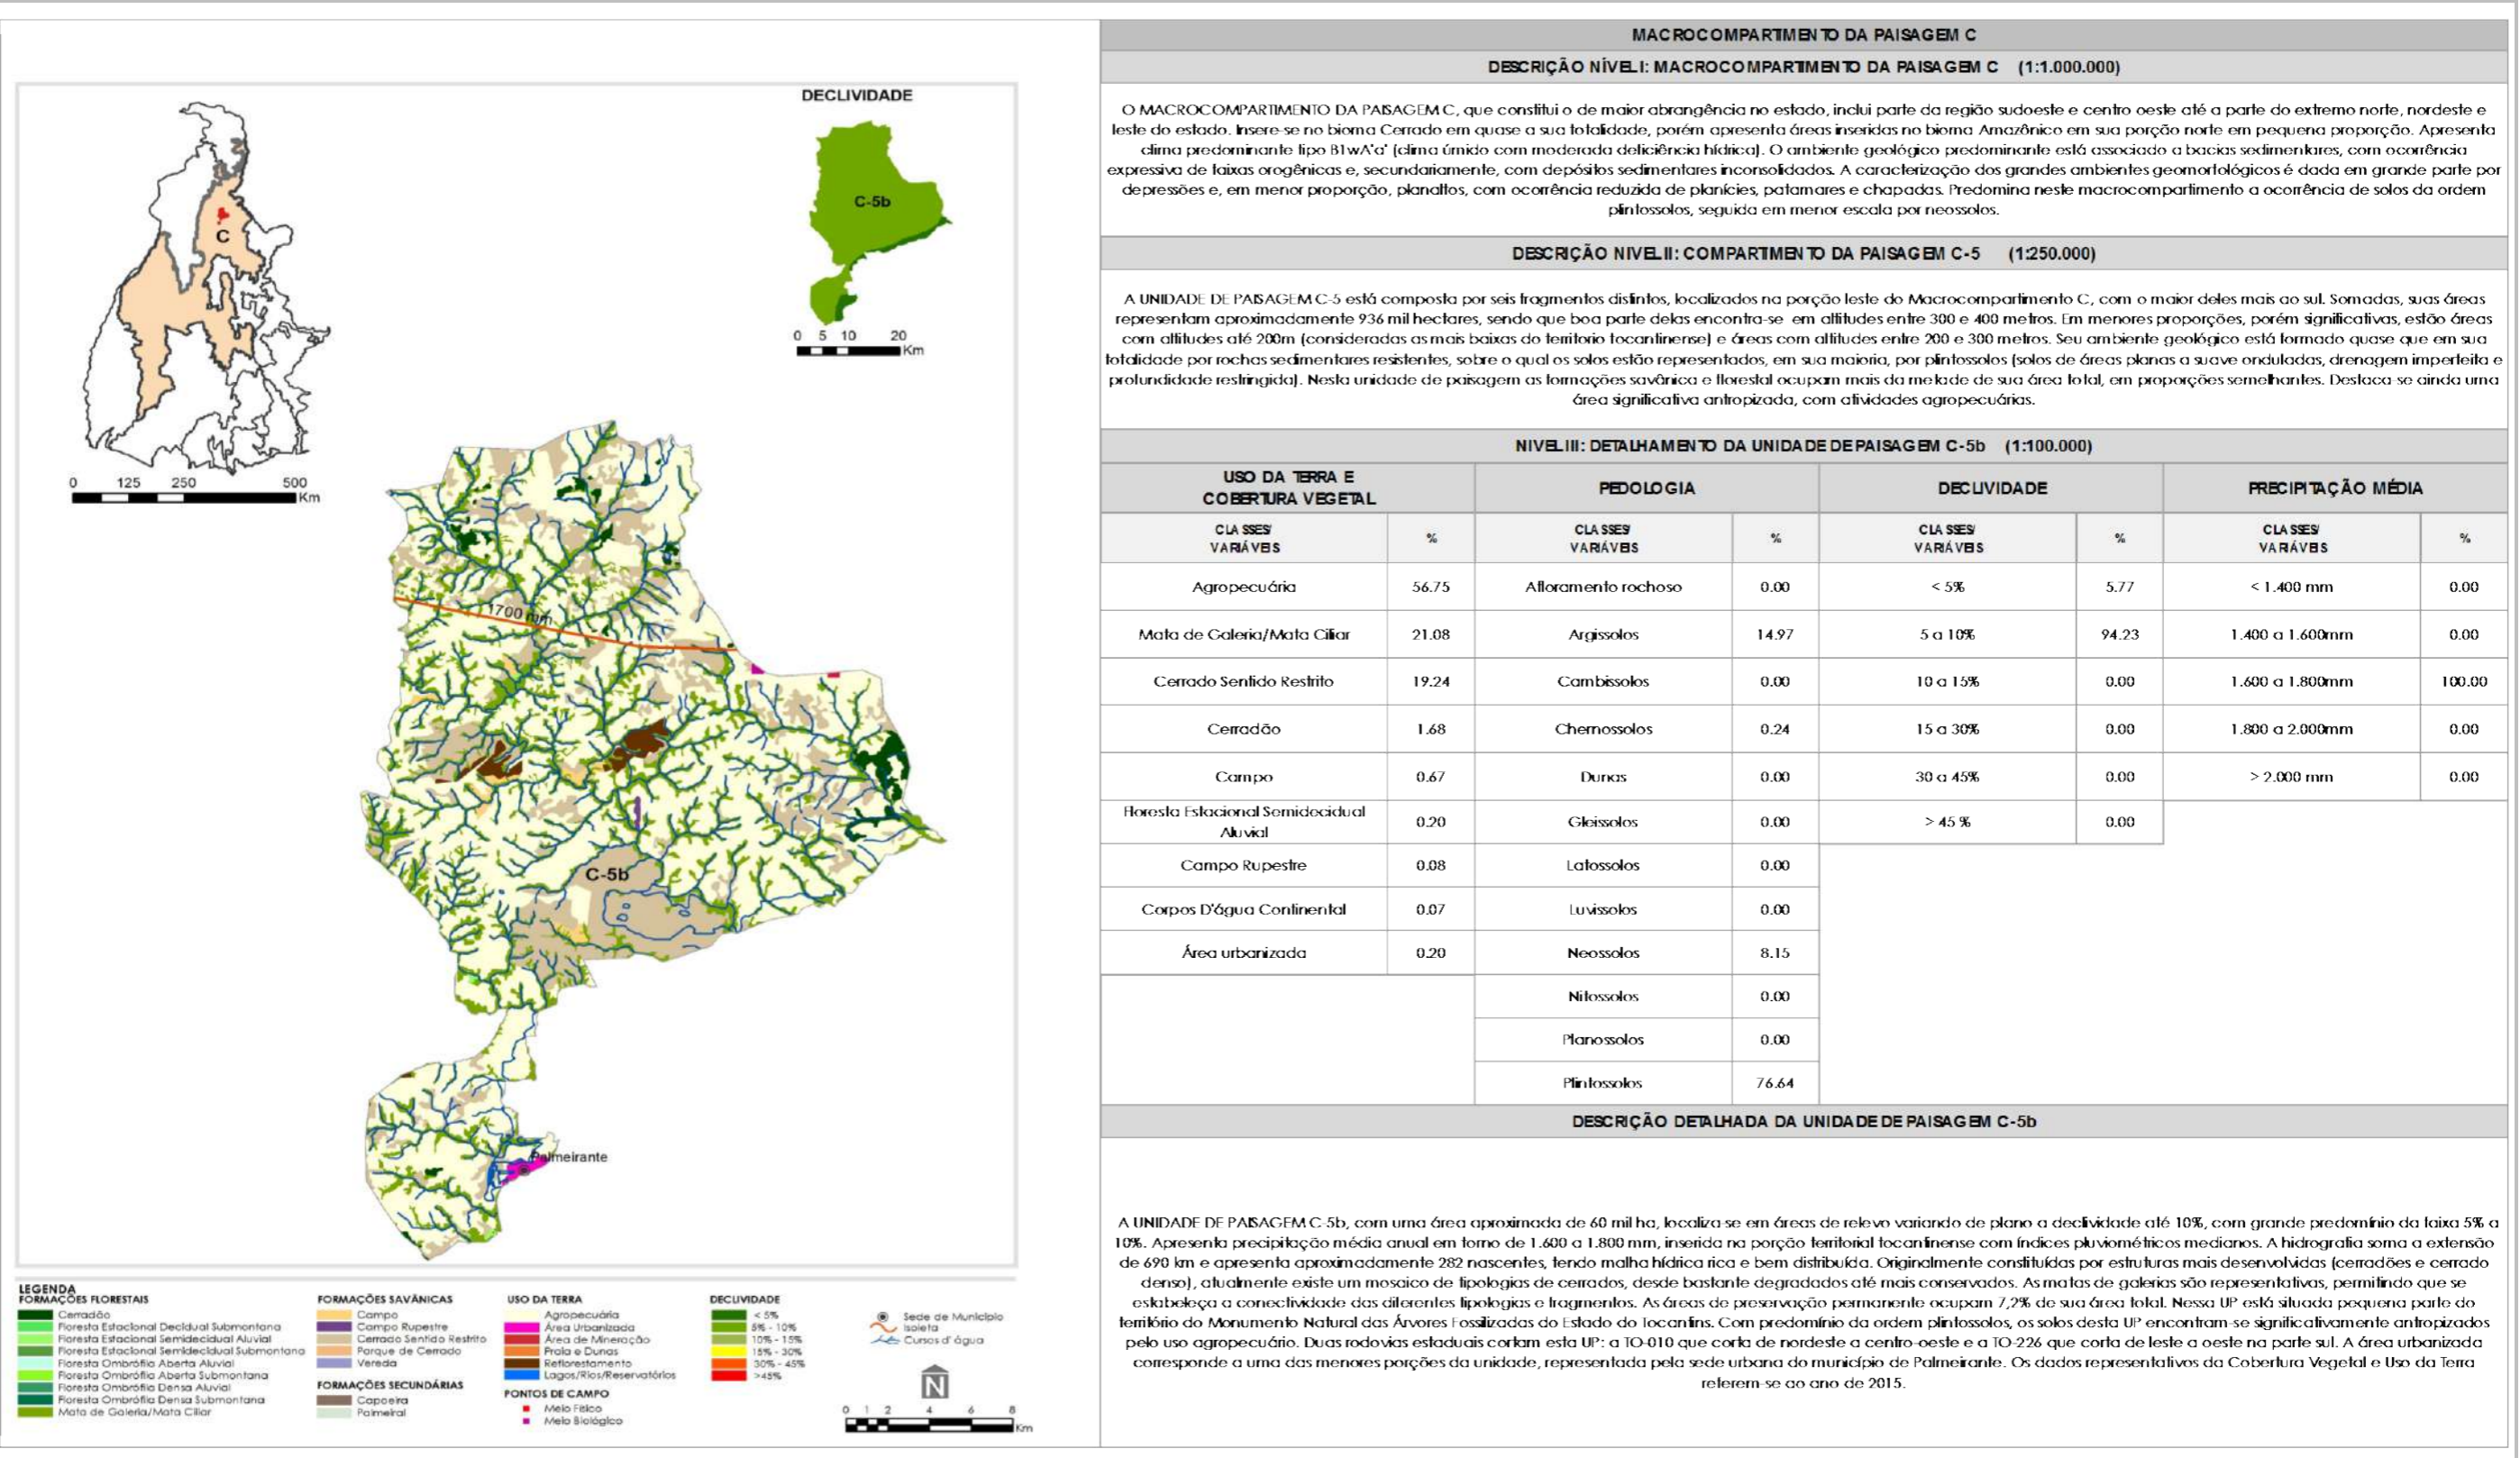 DECLIVIDADE
C-5b
0 5 10 20
Km
C
0 125 250 500
Km
1700 mm
C-5b
Palmeirante
LEGENDA
FORMAÇÕES FLORESTAIS
Cerradão
Floresta Estacional Decidual Submontana
Floresta Estacional Semidecidual Aluvial
Floresta Estacional Semidecidual Submontana
Floresta Ombrófila Aberta Aluvial
Floresta Ombrófila Aberta Submontana
Floresta Ombrófila Densa Aluvial
Floresta Ombrófila Densa Submontana
Mata de Galeria/Mata Ciliar
FORMAÇÕES SAVÂNICAS
Campo
Campo Rupestre
Cerrado Sentido Restrito
Parque de Cerrado
Vereda
FORMAÇÕES SECUNDÁRIAS
Capoeira
Palmeiral
USO DA TERRA
Agropecuária
Área Urbanizada
Área de Mineração
Praia e Dunas
Reflorestamento
Lagos/Rios/Reservatórios
PONTOS DE CAMPO
Meio Físico
Meio Biológico
DECLIVIDADE
< 5%
5% - 10%
10% - 15%
15% - 30%
30% - 45%
>45%
Sede de Município
Isoieta
Cursos d' água
N
0 1 2 4 6 8
Km
MACROCOMPARTIMENTO DA PAISAGEM C
DESCRIÇÃO NÍVEL I: MACROCOMPARTIMENTO DA PAISAGEM C (1:1.000.000)
O MACROCOMPARTIMENTO DA PAISAGEM C, que constitui o de maior abrangência no estado, inclui parte da região sudoeste e centro oeste até a parte do extremo norte, nordeste e
leste do estado. Insere-se no bioma Cerrado em quase a sua totalidade, porém apresenta áreas inseridas no bioma Amazônico em sua porção norte em pequena proporção. Apresenta
clima predominante tipo B1wA'a' (clima úmido com moderada deficiência hídrica). O ambiente geológico predominante está associado a bacias sedimentares, com ocorrência
expressiva de faixas orogênicas e, secundariamente, com depósitos sedimentares inconsolidados. A caracterização dos grandes ambientes geomorfológicos é dada em grande parte por
depressões e, em menor proporção, planaltos, com ocorrência reduzida de planícies, patamares e chapadas. Predomina neste macrocompartimento a ocorrência de solos da ordem
plintossolos, seguida em menor escala por neossolos.
DESCRIÇÃO NIVEL II: COMPARTIMENTO DA PAISAGEM C-5 (1:250.000)
A UNIDADE DE PAISAGEM C-5 está composta por seis fragmentos distintos, localizados na porção leste do Macrocompartimento C, com o maior deles mais ao sul. Somadas, suas áreas
representam aproximadamente 936 mil hectares, sendo que boa parte delas encontra-se em altitudes entre 300 e 400 metros. Em menores proporções, porém significativas, estão áreas
com altitudes até 200m (consideradas as mais baixas do territorio tocantinense) e áreas com altitudes entre 200 e 300 metros. Seu ambiente geológico está formado quase que em sua
totalidade por rochas sedimentares resistentes, sobre o qual os solos estão representados, em sua maioria, por plintossolos (solos de áreas planas a suave onduladas, drenagem imperfeita e
profundidade restringida). Nesta unidade de paisagem as formações savânica e florestal ocupam mais da metade de sua área total, em proporções semelhantes. Destaca-se ainda uma
área significativa antropizada, com atividades agropecuárias.
NIVEL III: DETALHAMENTO DA UNIDADE DE PAISAGEM C-5b (1:100.000)
USO DA TERRA E
COBERTURA VEGETAL
PEDOLOGIA
DECLIVIDADE
PRECIPITAÇÃO MÉDIA
CLASSES/
VARIÁVEIS
%
CLASSES/
VARIÁVEIS
%
CLASSES/
VARIÁVEIS
%
CLASSES/
VARIÁVEIS
%
Agropecuária 56.75 Afloramento rochoso 0.00 < 5% 5.77 < 1.400 mm 0.00
Mata de Galeria/Mata Ciliar 21.08 Argissolos 14.97 5 a 10% 94.23 1.400 a 1.600mm 0.00
Cerrado Sentido Restrito 19.24 Cambissolos 0.00 10 a 15% 0.00 1.600 a 1.800mm 100.00
Cerradão 1.68 Chernossolos 0.24 15 a 30% 0.00 1.800 a 2.000mm 0.00
Campo 0.67 Dunas 0.00 30 a 45% 0.00 > 2.000 mm 0.00
Floresta Estacional Semidecidual
Aluvial
0.20 Gleissolos 0.00 > 45 % 0.00
Campo Rupestre 0.08 Latossolos 0.00
Corpos D'água Continental 0.07 Luvissolos 0.00
Área urbanizada 0.20 Neossolos 8.15
Nitossolos 0.00
Planossolos 0.00
Plintossolos 76.64
DESCRIÇÃO DETALHADA DA UNIDADE DE PAISAGEM C-5b
A UNIDADE DE PAISAGEM C-5b, com uma área aproximada de 60 mil ha, localiza-se em áreas de relevo variando de plano a declividade até 10%, com grande predomínio da faixa 5% a
10%. Apresenta precipitação média anual em torno de 1.600 a 1.800 mm, inserida na porção territorial tocantinense com índices pluviométricos medianos. A hidrografia soma a extensão
de 690 km e apresenta aproximadamente 282 nascentes, tendo malha hídrica rica e bem distribuída. Originalmente constituídas por estruturas mais desenvolvidas (cerradões e cerrado
denso), atualmente existe um mosaico de tipologias de cerrados, desde bastante degradados até mais conservados. As matas de galerias são representativas, permitindo que se
estabeleça a conectividade das diferentes tipologias e fragmentos. As áreas de preservação permanente ocupam 7,2% de sua área total. Nessa UP está situada pequena parte do
território do Monumento Natural das Árvores Fossilizadas do Estado do Tocantins. Com predomínio da ordem plintossolos, os solos desta UP encontram-se significativamente antropizados
pelo uso agropecuário. Duas rodovias estaduais cortam esta UP: a TO-010 que corta de nordeste a centro-oeste e a TO-226 que corta de leste a oeste na parte sul. A área urbanizada
corresponde a uma das menores porções da unidade, representada pela sede urbana do município de Palmeirante. Os dados representativos da Cobertura Vegetal e Uso da Terra
referem-se ao ano de 2015.